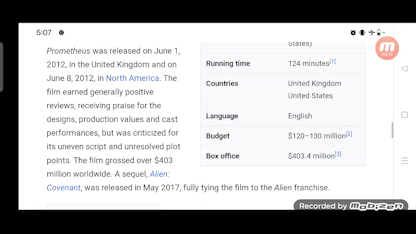 5:07
States)
Prometheus was released on June 1,
2012, in the United Kingdom and on
June 8, 2012, in North America. The
film earned generally positive
reviews, receiving praise for the
designs, production values and cast
performances, but was criticized for
its uneven script and unresolved plot
points. The film grossed over $403
million worldwide. A sequel, Alien:
Covenant, was released in May 2017, fully tying the film to the Alien franchise.
Running time 124 minutes[1]
Countries United Kingdom
United States
Language English
Budget $120–130 million[2]
Box office $403.4 million[3]
Recorded by Mobizen